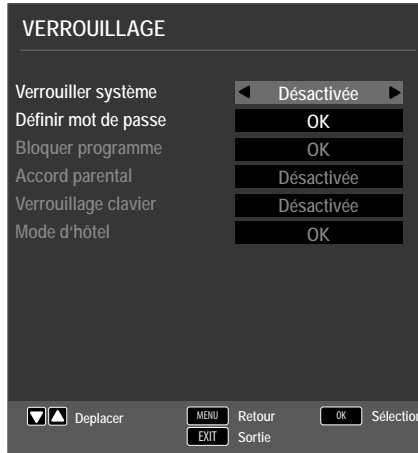 VERROUILLAGE
Verrouiller système Désactivée
Définir mot de passe OK
Bloquer programme OK
Accord parental Désactivée
Verrouillage clavier Désactivée
Mode d'hôtel OK
Deplacer MENU Retour OK Sélection
EXIT Sortie